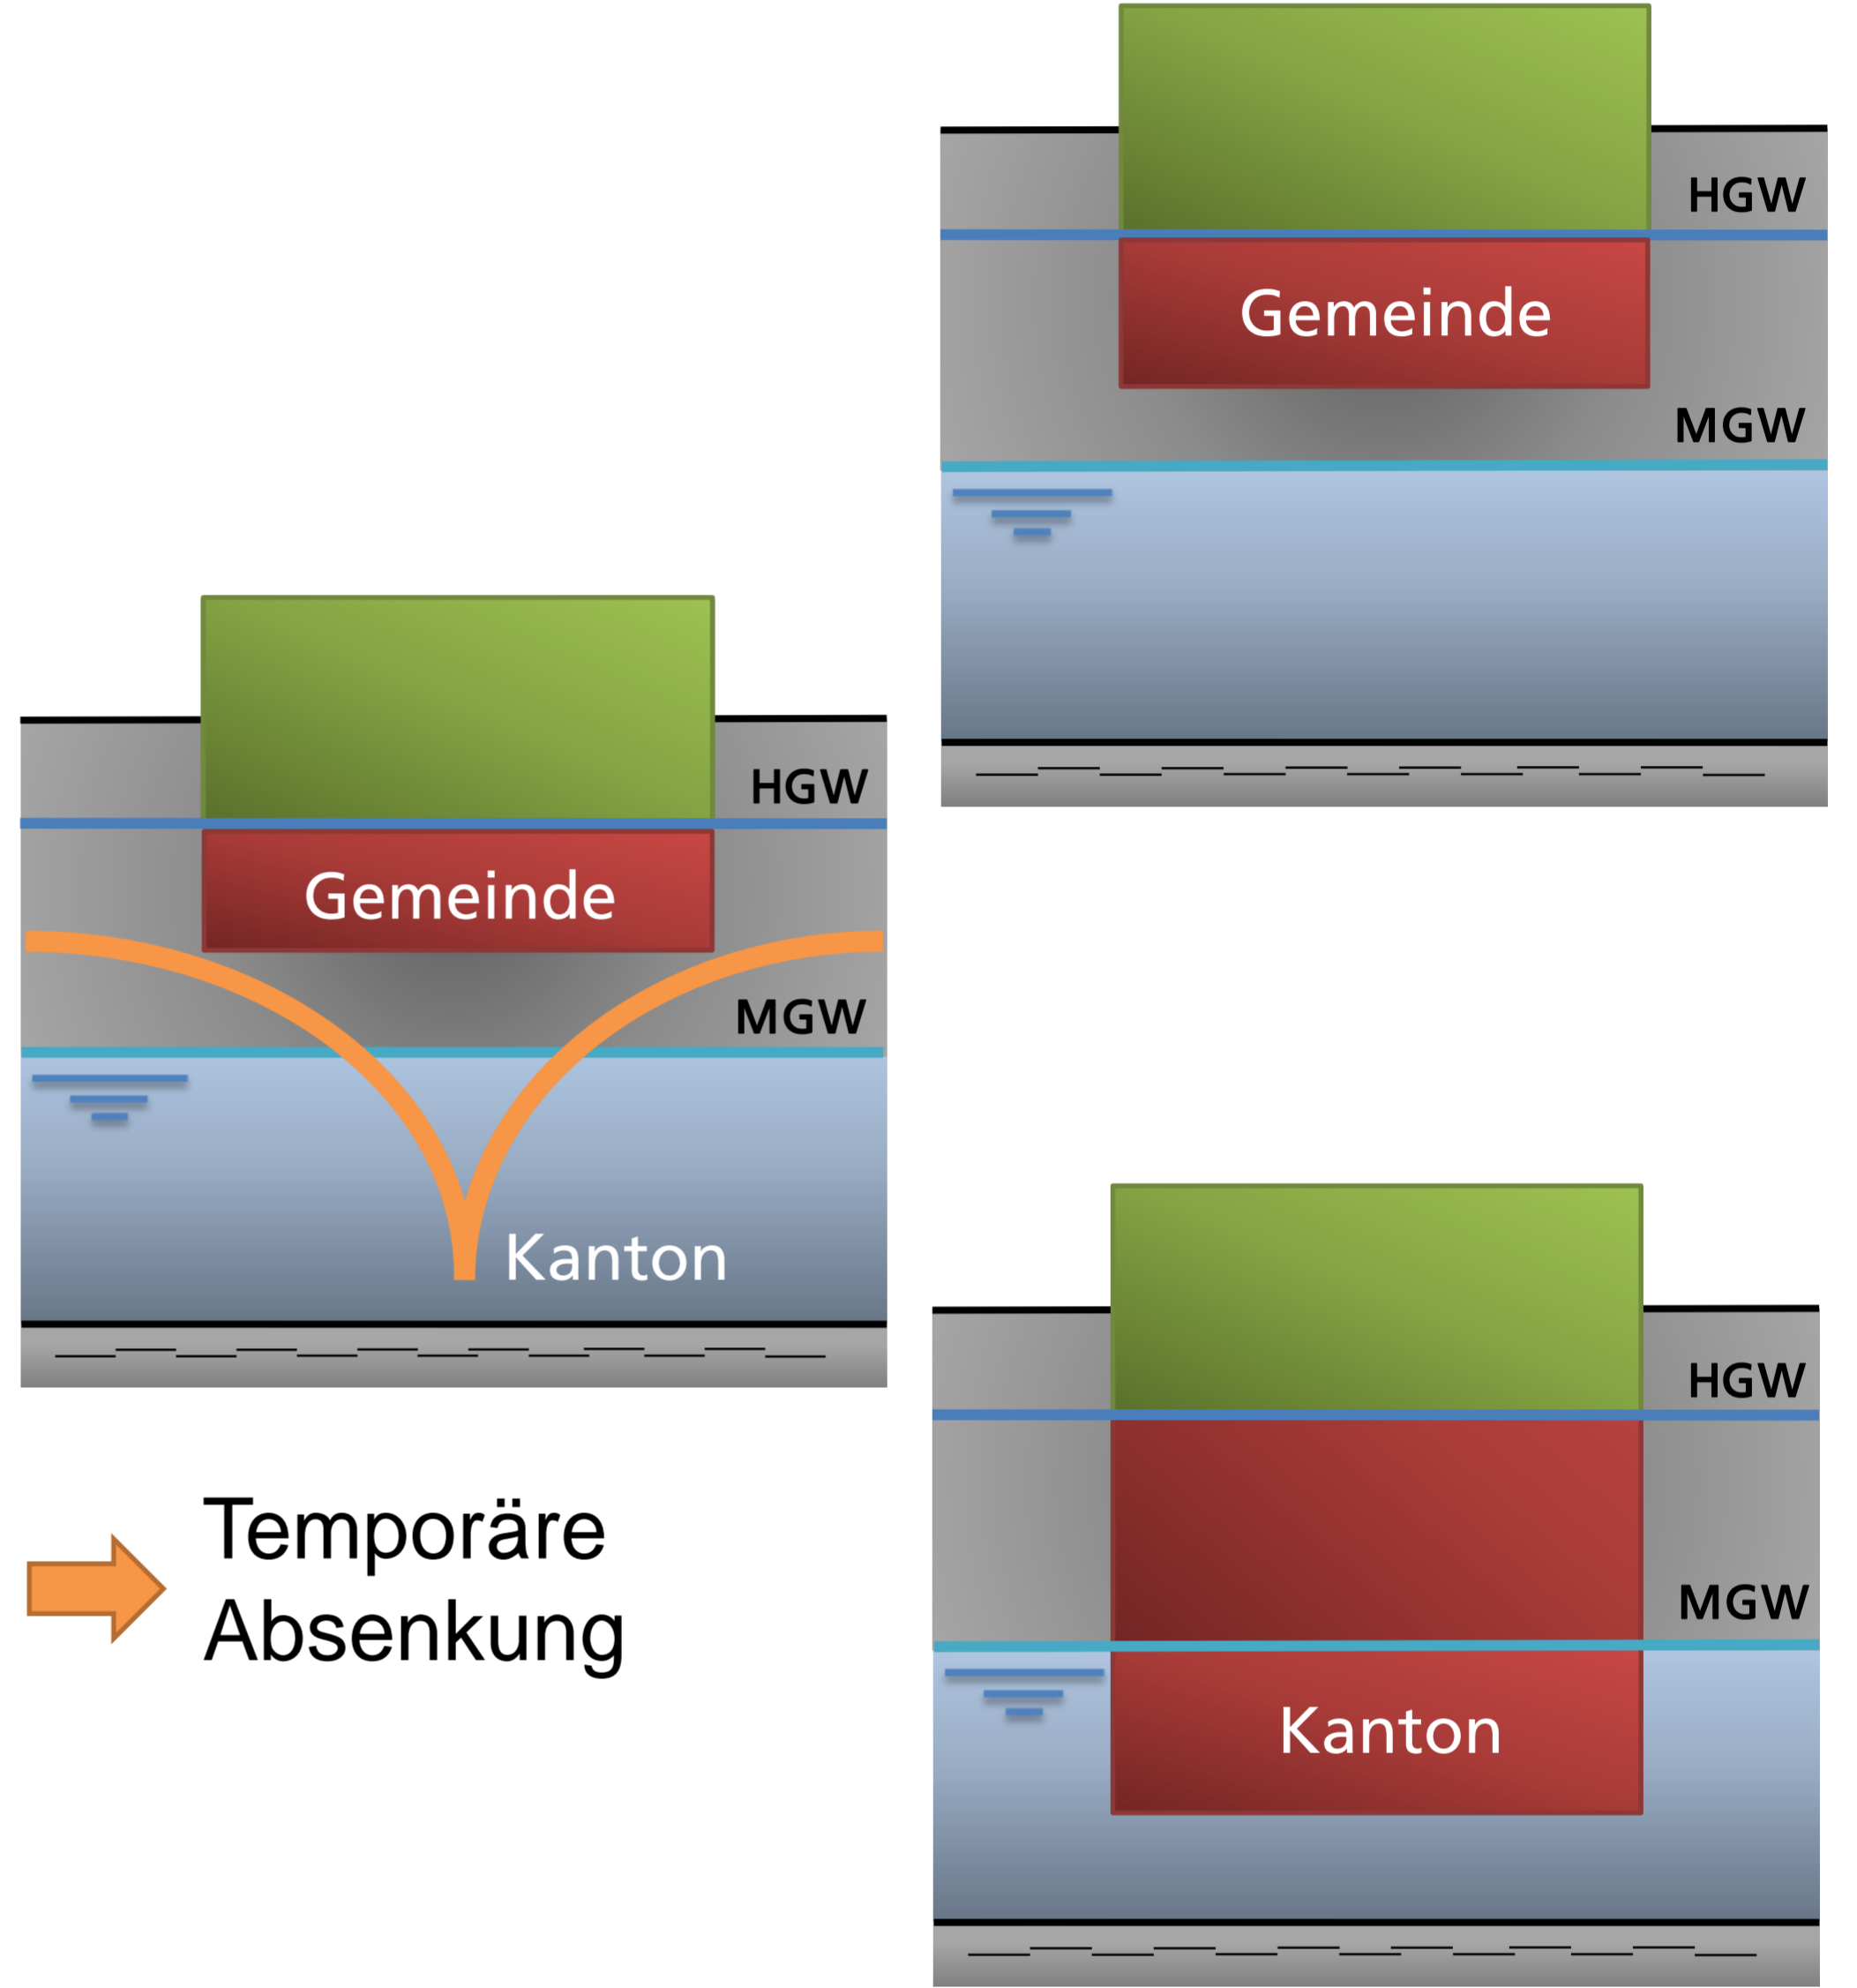 HGW
Gemeinde
MGW
HGW
Gemeinde
MGW
Kanton
Temporäre
Absenkung
HGW
MGW
Kanton